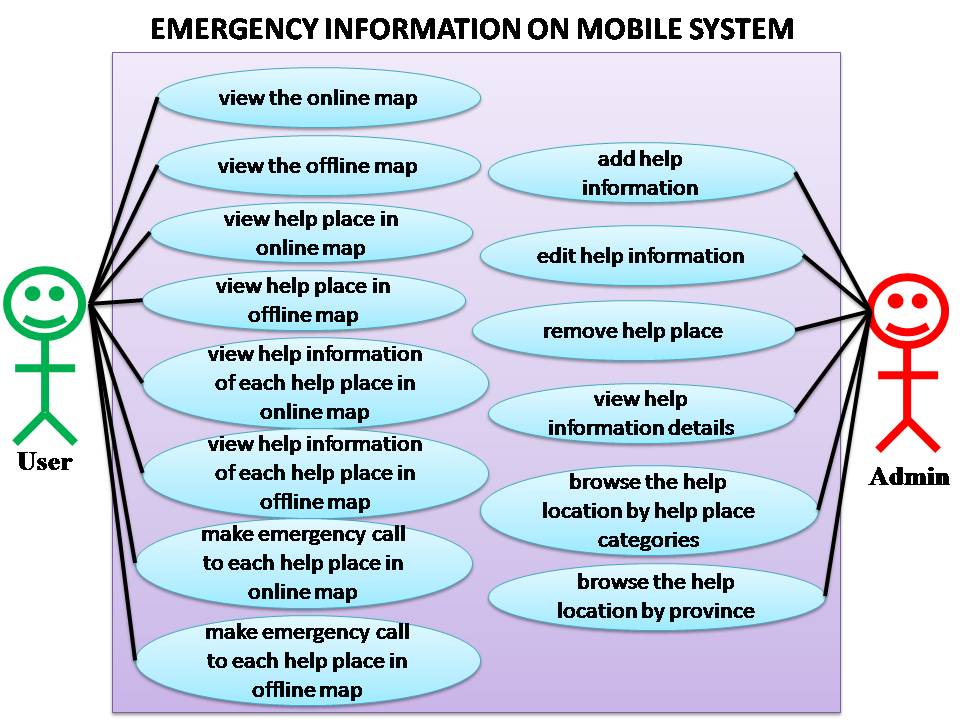 EMERGENCY INFORMATION ON MOBILE SYSTEM
view the online map
view the offline map
view help place in
online map
view help place in
offline map
view help information
of each help place in
online map
view help information
of each help place in
offline map
make emergency call
to each help place in
online map
make emergency call
to each help place in
offline map
add help
information
edit help information
remove help place
view help
information details
browse the help
location by help place
categories
browse the help
location by province
User
Admin